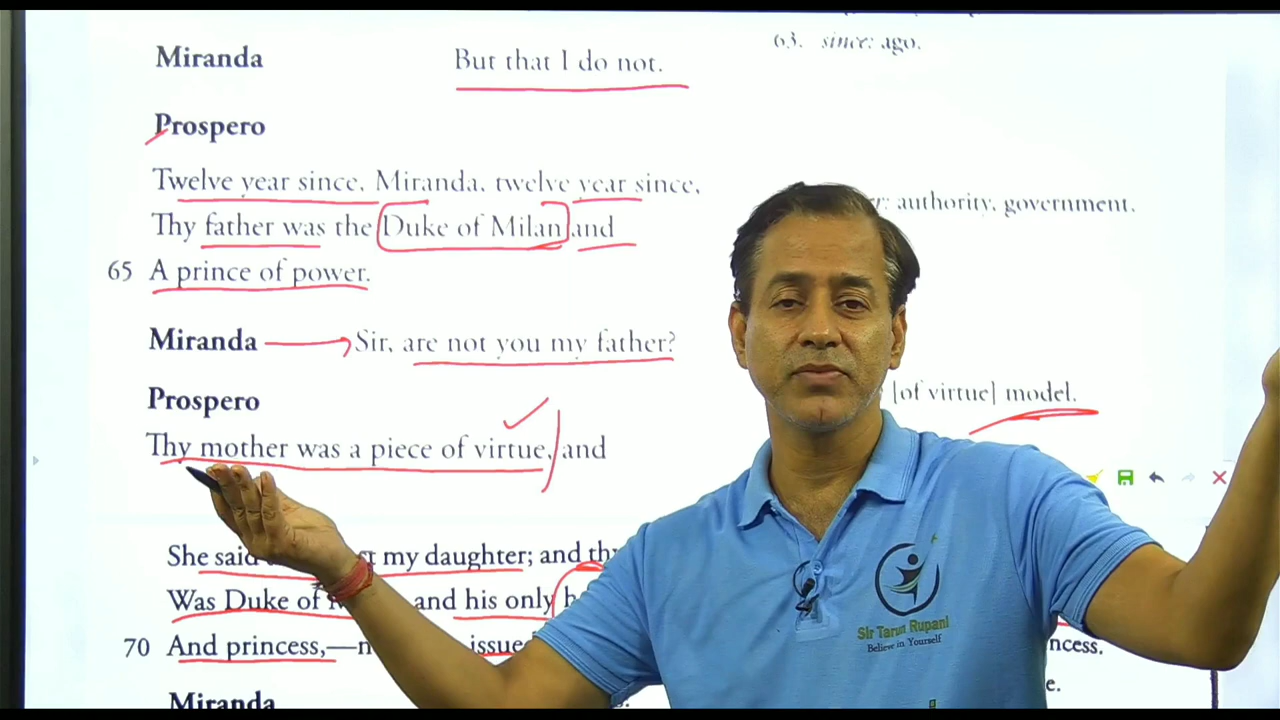 63. since: ago.
Miranda But that I do not.
Prospero
Twelve year since, Miranda, twelve year since,
Thy father was the Duke of Milan and
authority, government.
65 A prince of power.
Miranda Sir, are not you my father?
Prospero
[of virtue] model.
Thy mother was a piece of virtue, and
She said my daughter; and
Was Duke of and his only
70 And princess,— issued
ncess.
Miranda
Sir Tarun Rupani
Believe in Yourself